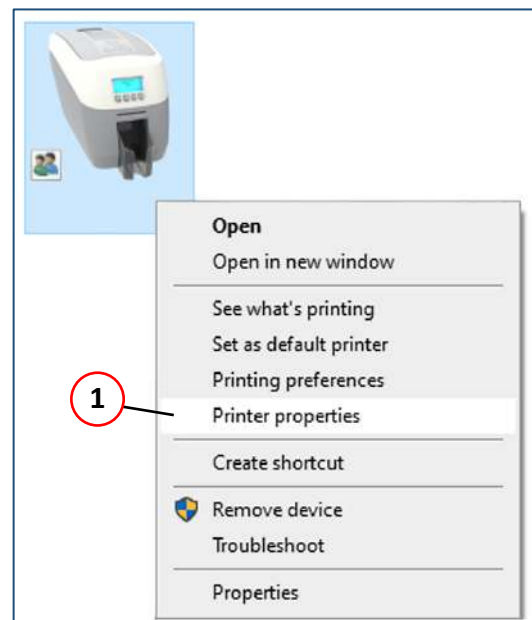 Open
Open in new window
See what's printing
Set as default printer
Printing preferences
1
Printer properties
Create shortcut
Remove device
Troubleshoot
Properties